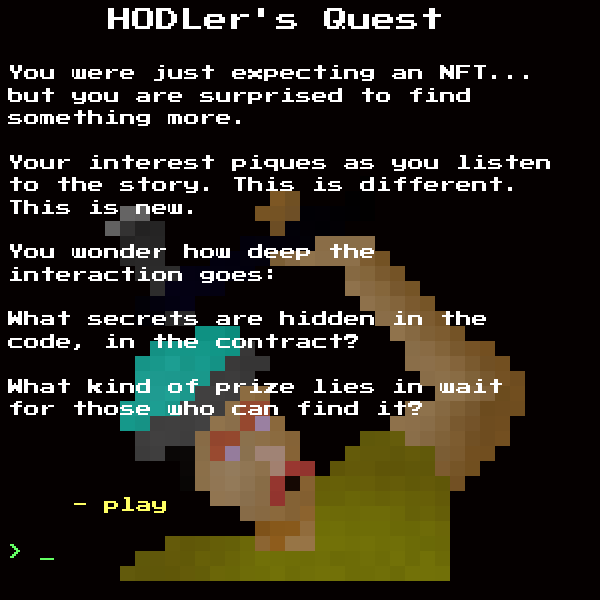 HODLer's Quest
You were just expecting an NFT...
but you are surprised to find
something more.
Your interest piques as you listen
to the story. This is different.
This is new.
You wonder how deep the
interaction goes:
What secrets are hidden in the
code, in the contract?
What kind of prize lies in wait
for those who can find it?
- play
> _